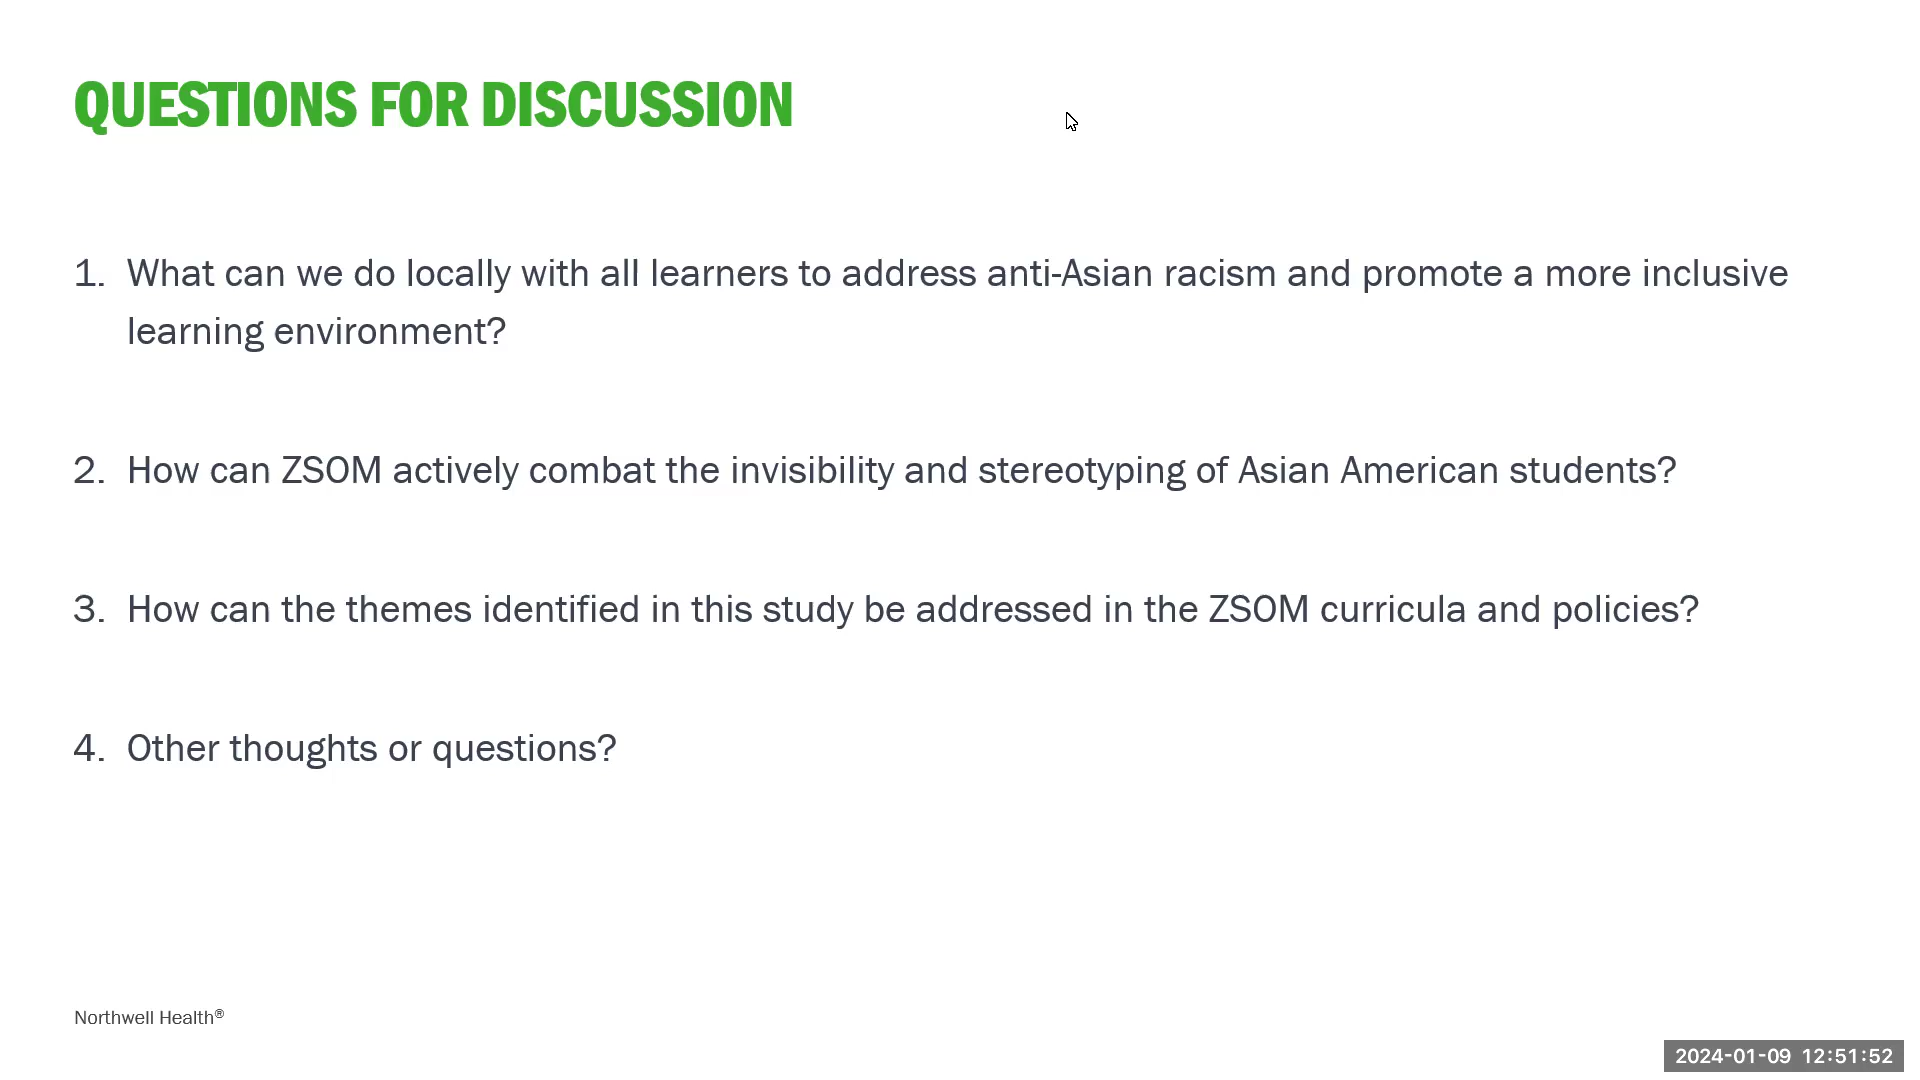 QUESTIONS FOR DISCUSSION
1. What can we do locally with all learners to address anti-Asian racism and promote a more inclusive
learning environment?
2. How can ZSOM actively combat the invisibility and stereotyping of Asian American students?
3. How can the themes identified in this study be addressed in the ZSOM curricula and policies?
4. Other thoughts or questions?
Northwell Health®
2024-01-09 12:51:52